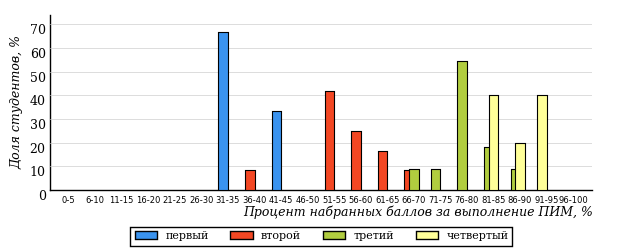 70
60
50
40
30
20
10
0
Доля студентов, %
0-5 6-10 11-15 16-20 21-25 26-30 31-35 36-40 41-45 46-50 51-55 56-60 61-65 66-70 71-75 76-80 81-85 86-90 91-95 96-100
Процент набранных баллов за выполнение ПИМ, %
первый второй третий четвертый